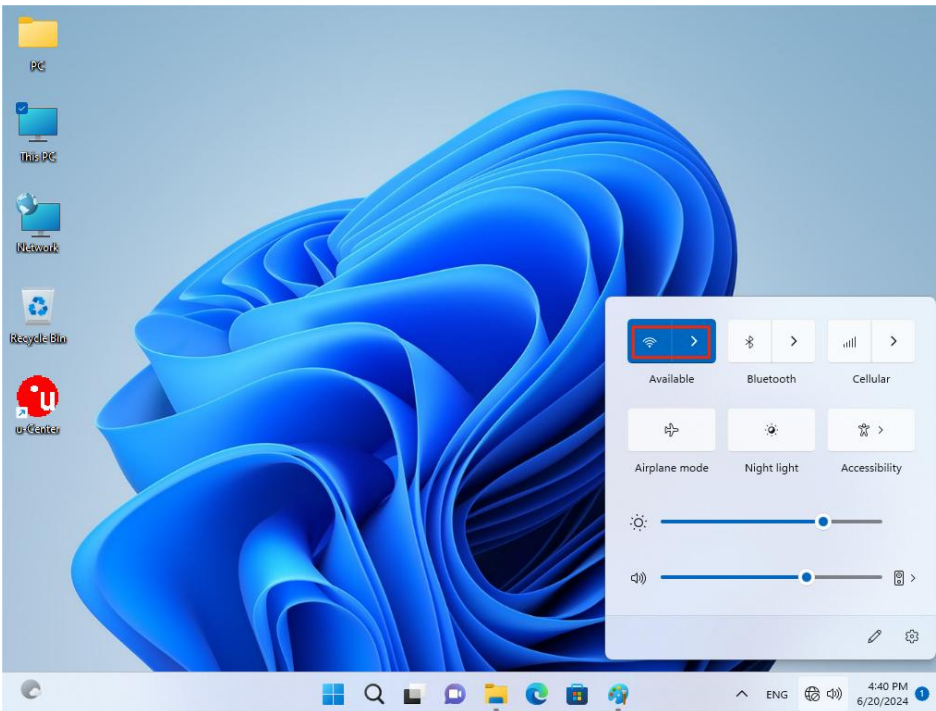 PC
This PC
Network
Recycle Bin
u
u-Center
Available
Bluetooth
Cellular
Airplane mode
Night light
Accessibility
ENG
4:40 PM
6/20/2024
1